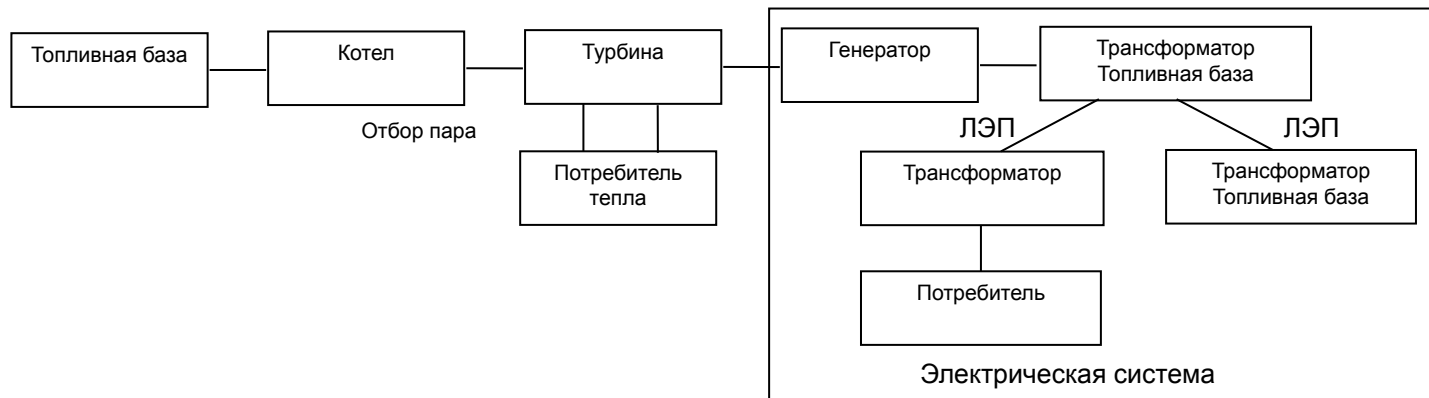 Топливная база
Котел
Турбина
Генератор
Трансформатор
Топливная база
Отбор пара
ЛЭП
ЛЭП
Потребитель
тепла
Трансформатор
Трансформатор
Топливная база
Потребитель
Электрическая система